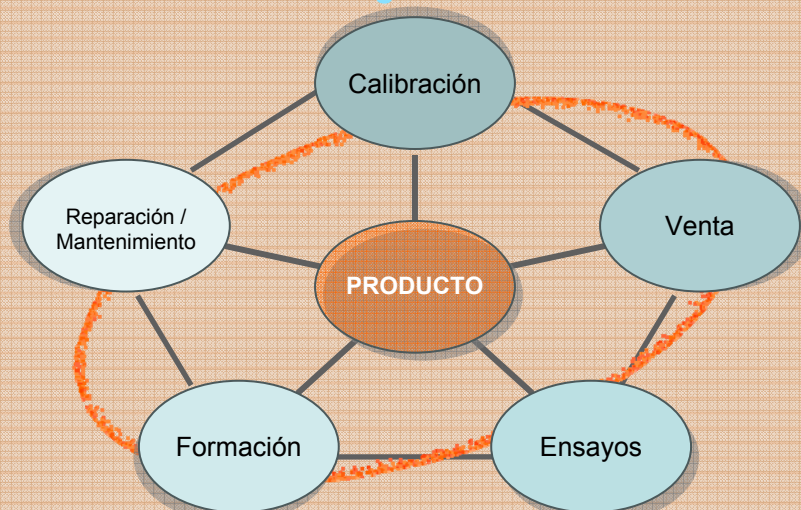 Calibración
Reparación /
Mantenimiento
Venta
PRODUCTO
Formación
Ensayos